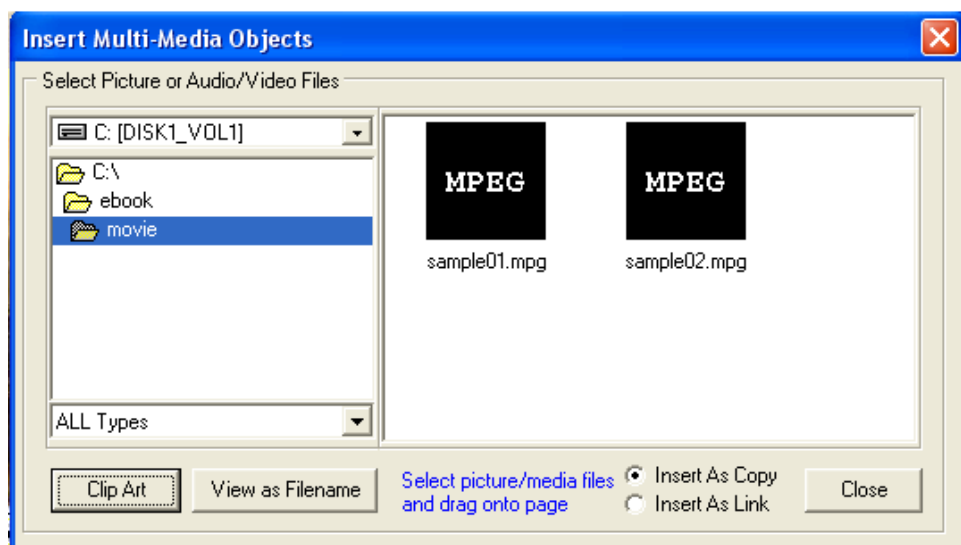 Insert Multi-Media Objects
Select Picture or Audio/Video Files
C: [DISK1_VOL1]
C:\
ebook
movie
ALL Types
MPEG
MPEG
sample01.mpg
sample02.mpg
Clip Art
View as Filename
Select picture/media files
and drag onto page
Insert As Copy
Insert As Link
Close